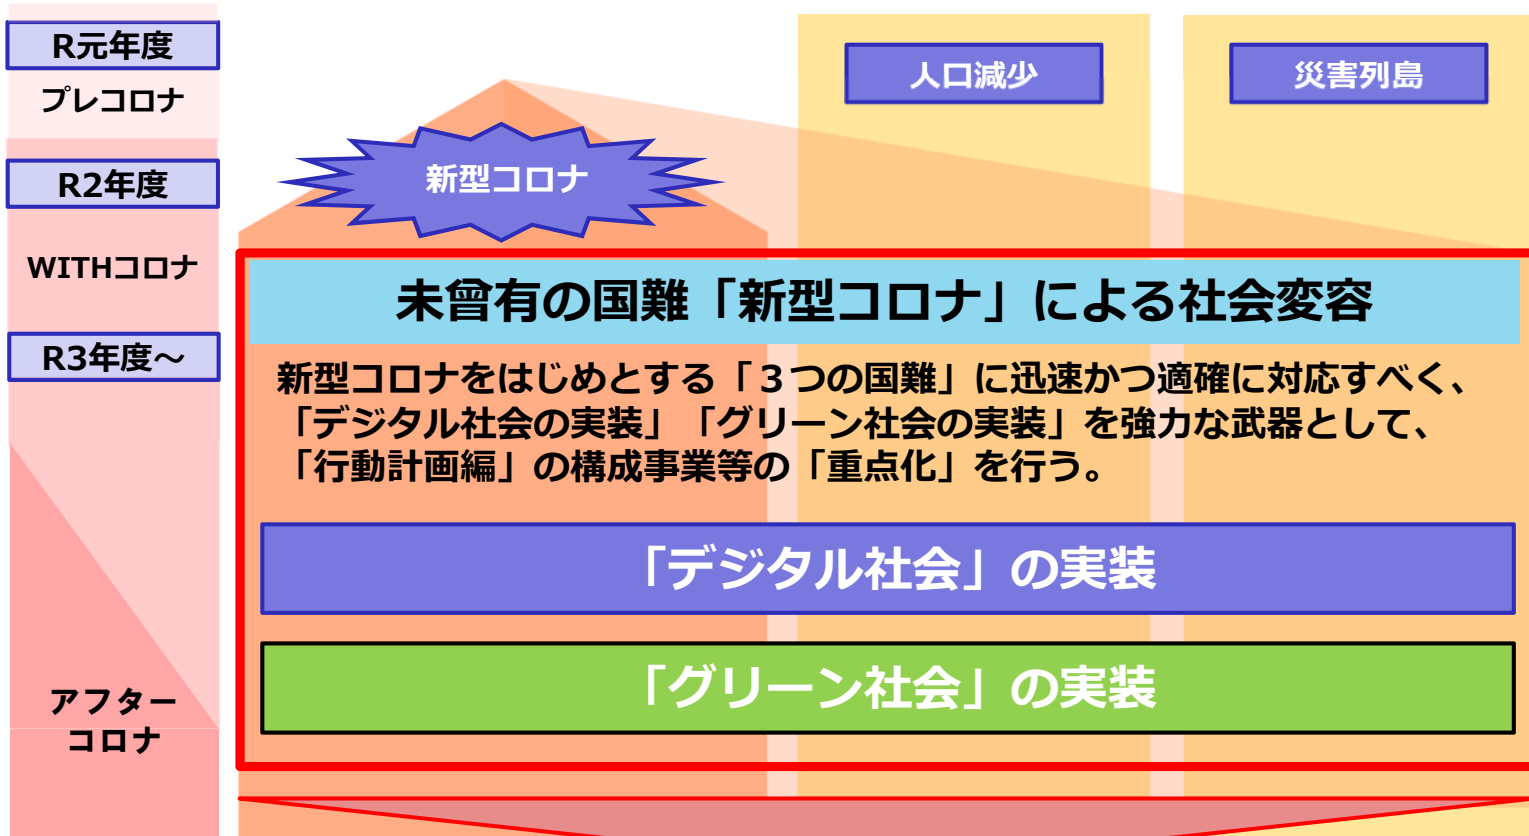 R元年度
プレコロナ
R2年度
WITHコロナ
R3年度～
アフター
コロナ
人口減少
災害列島
新型コロナ
未曾有の国難「新型コロナ」による社会変容
新型コロナをはじめとする「３つの国難」に迅速かつ適確に対応すべく、
「デジタル社会の実装」「グリーン社会の実装」を強力な武器として、
「行動計画編」の構成事業等の「重点化」を行う。
「デジタル社会」の実装
「グリーン社会」の実装